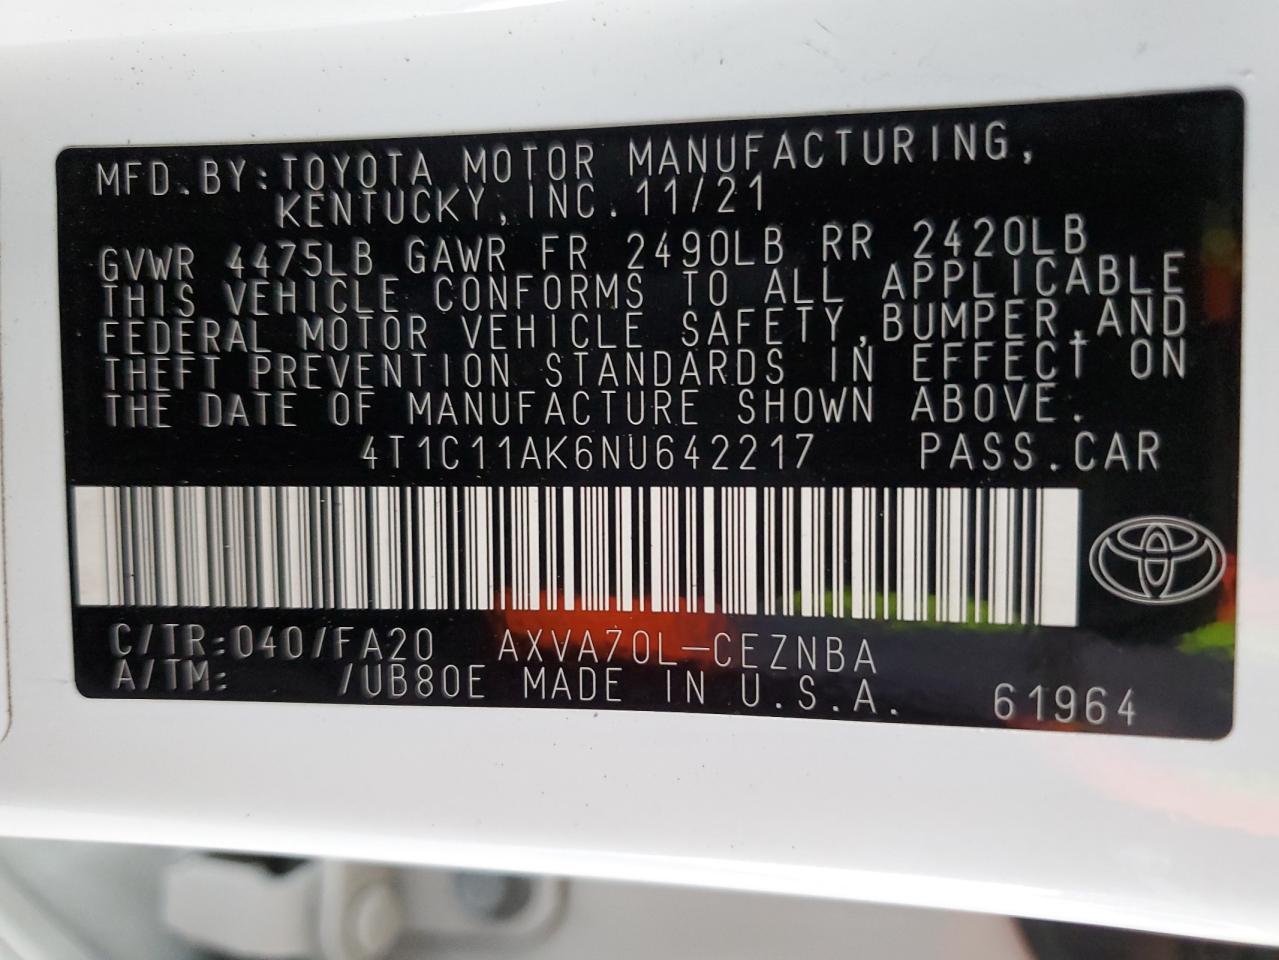 MFD.BY:TOYOTA MOTOR MANUFACTURING,
KENTUCKY, INC. 11/21
GVWR 4475LB GAWR FR 2490LB RR 2420LB
THIS VEHICLE CONFORMS TO ALL APPLICABLE
FEDERAL MOTOR VEHICLE SAFETY,BUMPER,AND
THEFT PREVENTION STANDARDS IN EFFECT ON
THE DATE OF MANUFACTURE SHOWN ABOVE.
4T1C11AK6NU642217 PASS.CAR
C/TR:040/FA20 AXVA70L-CEZNBA
A/TM: /UB80E MADE IN U.S.A. 61964